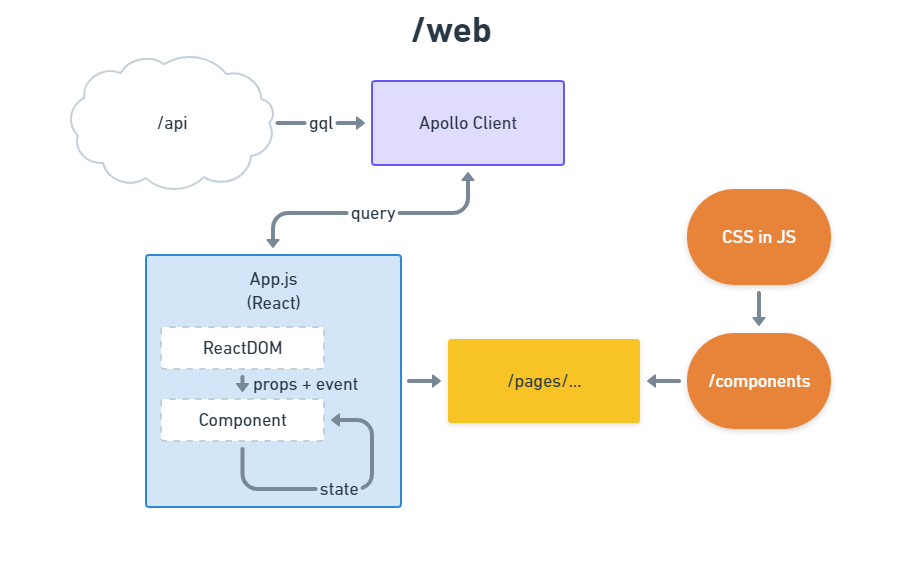 /web
/api
gql
Apollo Client
query
CSS in JS
App.js
(React)
ReactDOM
props + event
Component
state
/pages/...
/components